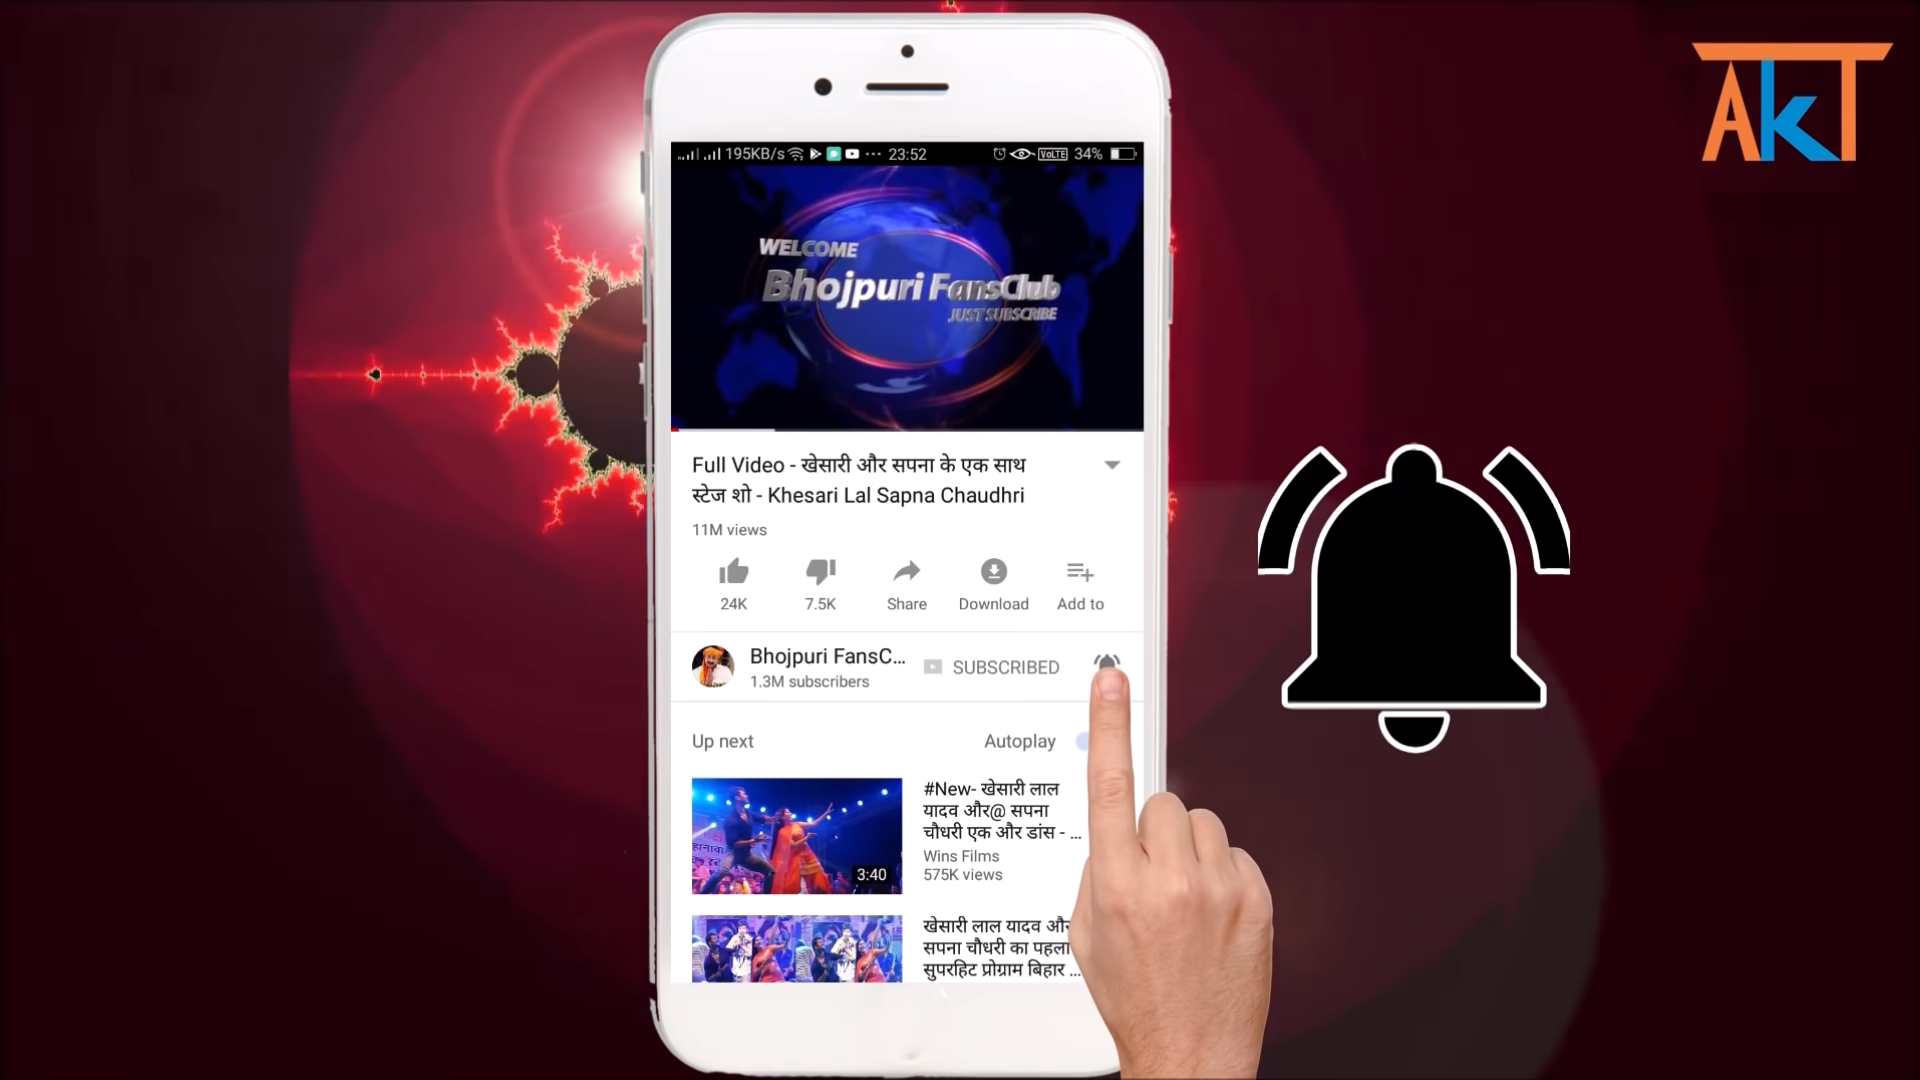 AKT
195KB/s ··· 23:52 VoLTE 34%
WELCOME
Bhojpuri FansClub
JUST SUBSCRIBE
Full Video - खेसारी और सपना के एक साथ
स्टेज शो - Khesari Lal Sapna Chaudhri
11M views
24K 7.5K Share Download Add to
Bhojpuri FansC... SUBSCRIBED
1.3M subscribers
Up next Autoplay
#New- खेसारी लाल
यादव और@ सपना
चौधरी एक और डांस - ...
Wins Films
575K views
3:40
खेसारी लाल यादव और
सपना चौधरी का पहला
सुपरहिट प्रोग्राम बिहार ...